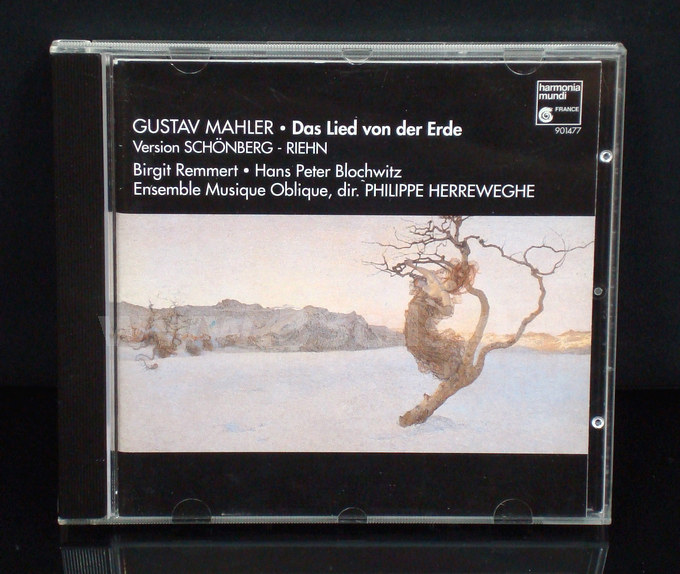 GUSTAV MAHLER • Das Lied von der Erde
Version SCHÖNBERG - RIEHN
Birgit Remmert • Hans Peter Blochwitz
Ensemble Musique Oblique, dir. PHILIPPE HERREWEGHE
harmonia
mundi
FRANCE
901477